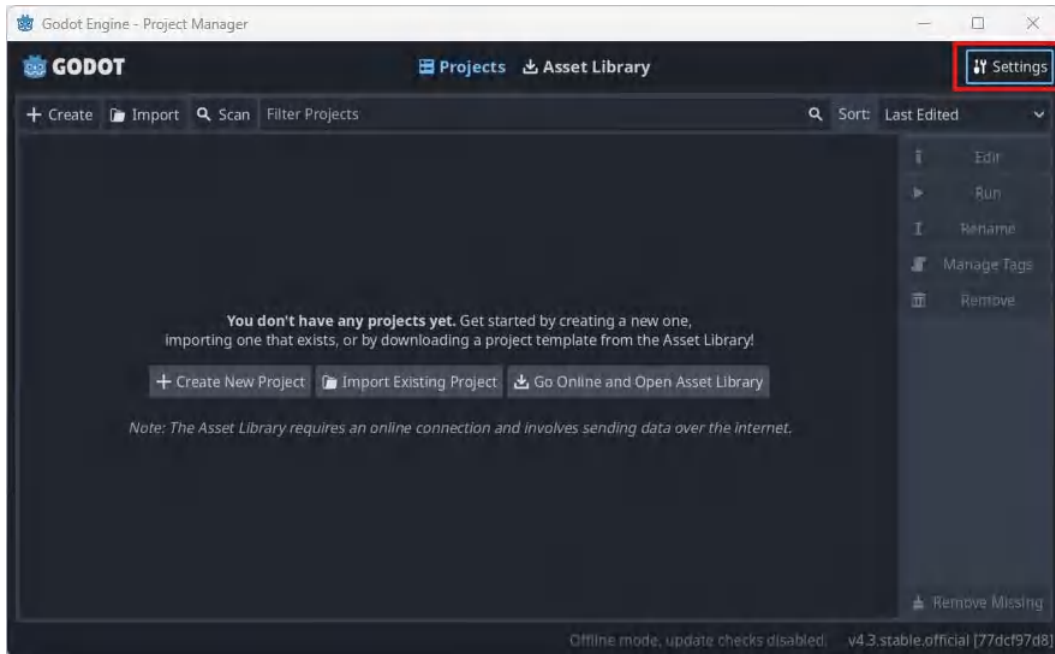 Godot Engine - Project Manager
GODOT
Projects Asset Library
Settings
+ Create Import Scan Filter Projects Sort: Last Edited
Edit
Run
Rename
Manage Tags
Remove
You don't have any projects yet. Get started by creating a new one,
importing one that exists, or by downloading a project template from the Asset Library!
+ Create New Project Import Existing Project Go Online and Open Asset Library
Note: The Asset Library requires an online connection and involves sending data over the internet.
Remove Missing
Offline mode, update checks disabled. v4.3.stable.official [77dcf97d8]